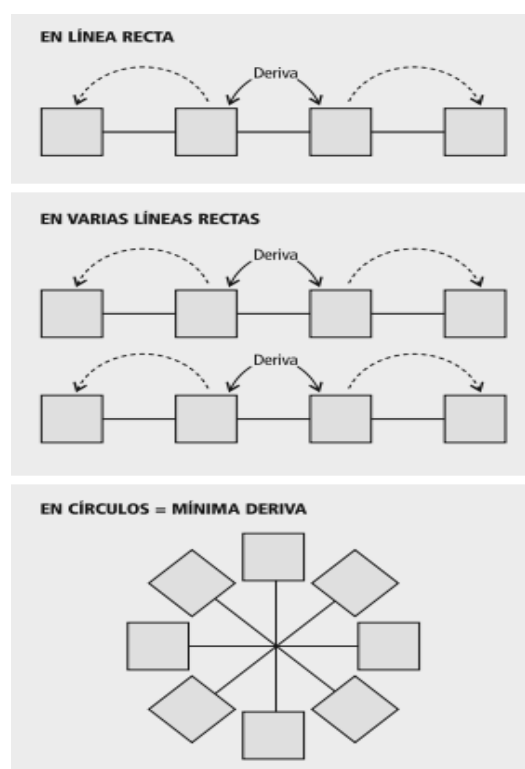 EN LÍNEA RECTA
Deriva
EN VARIAS LÍNEAS RECTAS
Deriva
Deriva
EN CÍRCULOS = MÍNIMA DERIVA